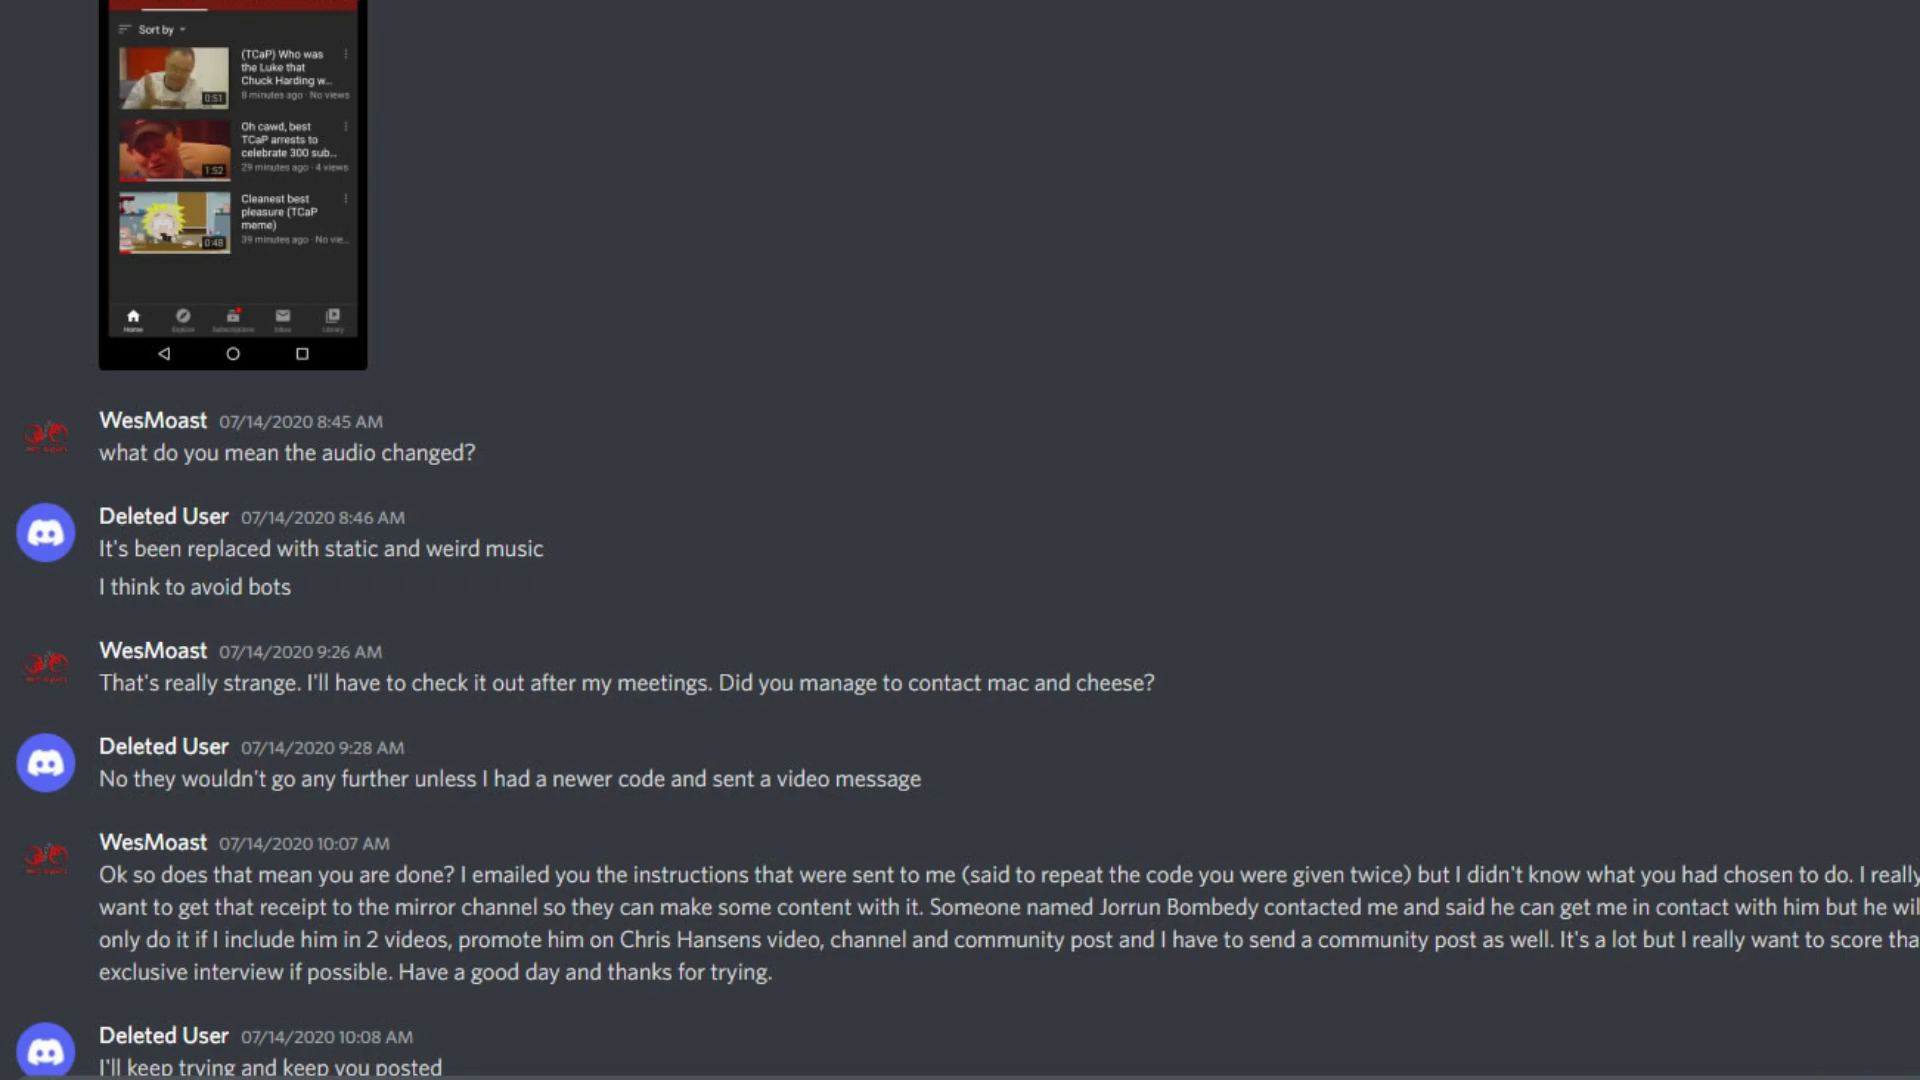 Sort by
(TCaP) Who was
the Luke that
Chuck Harding w...
8 minutes ago · No views
0:51
Oh cawd, best
TCaP arrests to
celebrate 300 sub...
29 minutes ago · 4 views
1:52
Cleanest best
pleasure (TCaP
meme)
39 minutes ago · No vie...
0:48
Home Explore Subscriptions Inbox Library
WesMoast 07/14/2020 8:45 AM
what do you mean the audio changed?
Deleted User 07/14/2020 8:46 AM
It's been replaced with static and weird music
I think to avoid bots
WesMoast 07/14/2020 9:26 AM
That's really strange. I'll have to check it out after my meetings. Did you manage to contact mac and cheese?
Deleted User 07/14/2020 9:28 AM
No they wouldn't go any further unless I had a newer code and sent a video message
WesMoast 07/14/2020 10:07 AM
Ok so does that mean you are done? I emailed you the instructions that were sent to me (said to repeat the code you were given twice) but I didn't know what you had chosen to do. I really
want to get that receipt to the mirror channel so they can make some content with it. Someone named Jorrun Bombedy contacted me and said he can get me in contact with him but he wil
only do it if I include him in 2 videos, promote him on Chris Hansens video, channel and community post and I have to send a community post as well. It's a lot but I really want to score tha
exclusive interview if possible. Have a good day and thanks for trying.
Deleted User 07/14/2020 10:08 AM
I'll keep trying and keep you posted